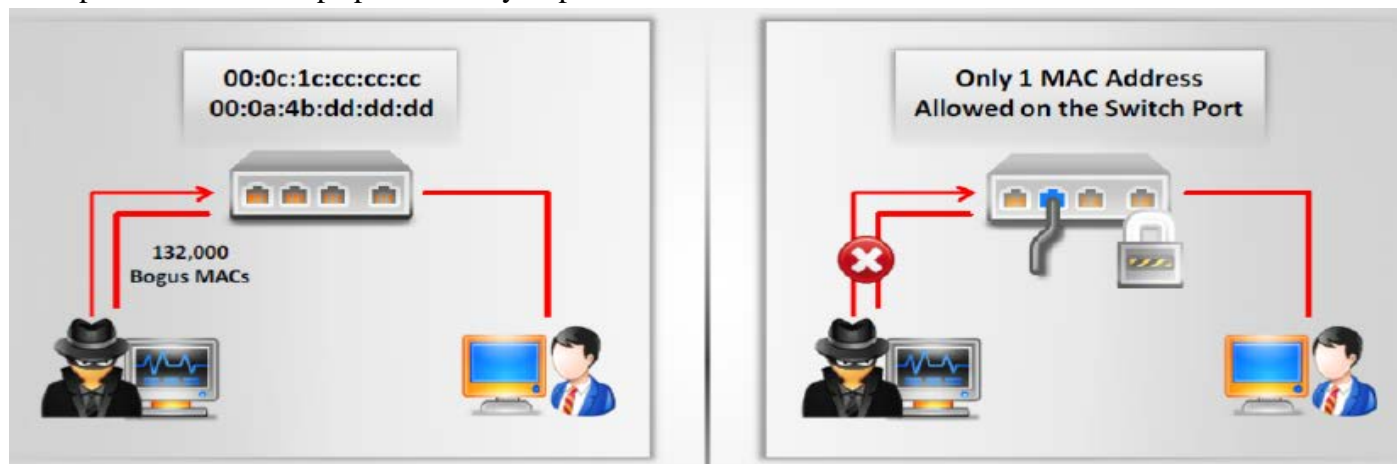 00:0c:1c:cc:cc:cc
00:0a:4b:dd:dd:dd
132,000
Bogus MACs
Only 1 MAC Address
Allowed on the Switch Port